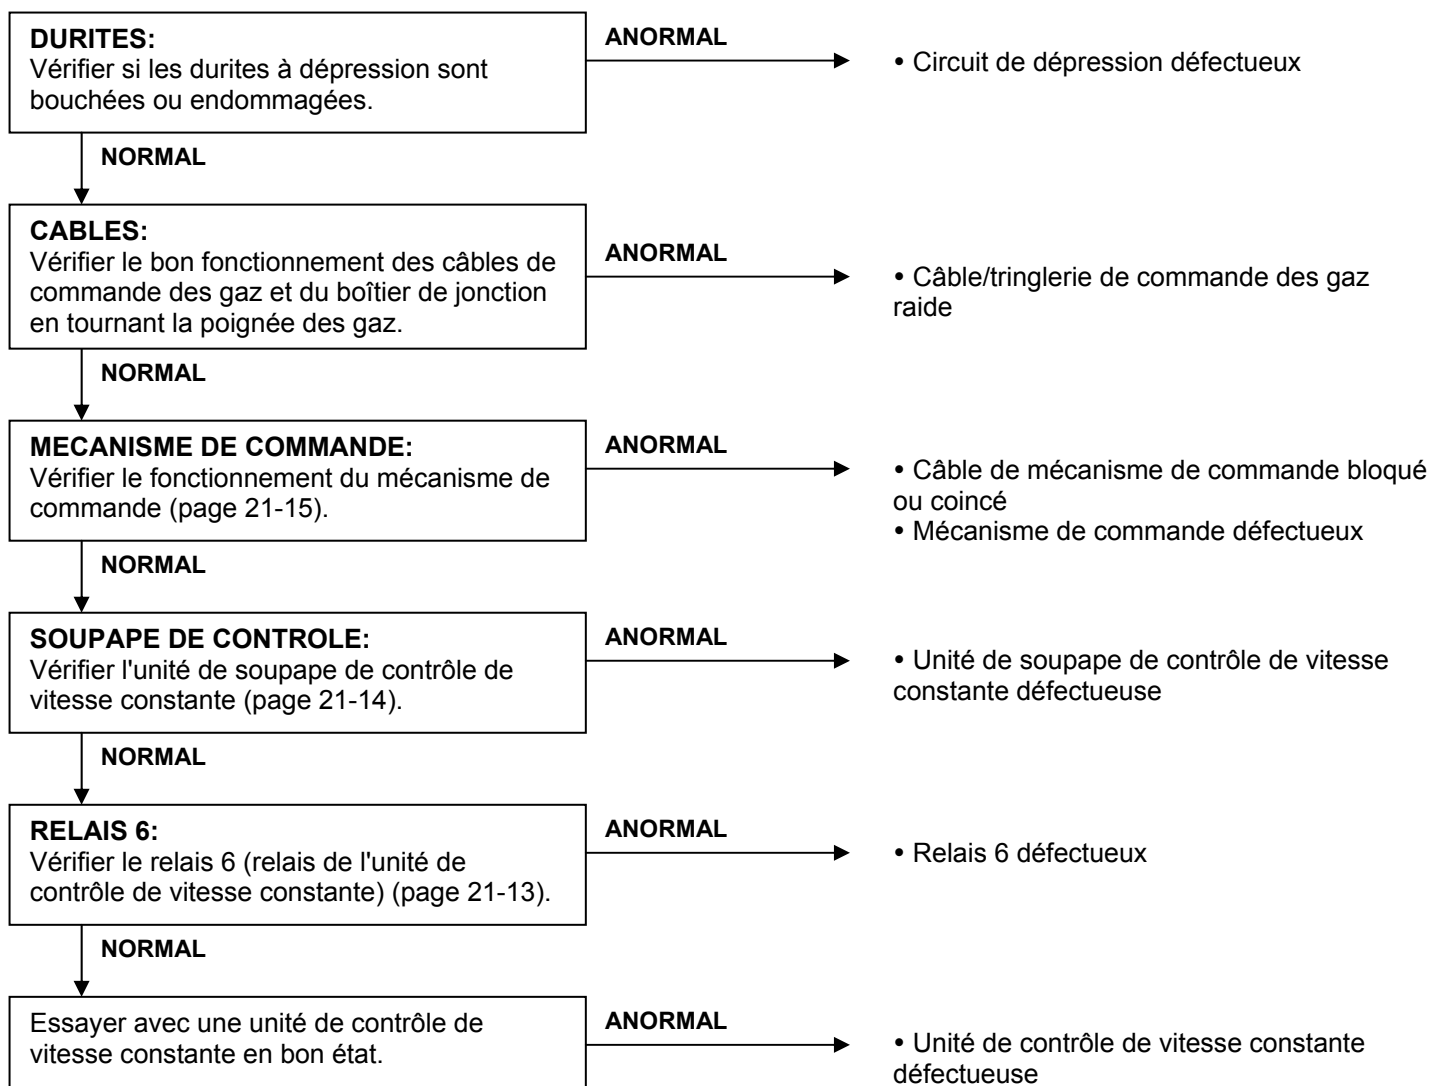 DURITES:
Vérifier si les durites à dépression sont
bouchées ou endommagées.
ANORMAL
• Circuit de dépression défectueux
NORMAL
CABLES:
Vérifier le bon fonctionnement des câbles de
commande des gaz et du boîtier de jonction
en tournant la poignée des gaz.
ANORMAL
• Câble/tringlerie de commande des gaz
raide
NORMAL
MECANISME DE COMMANDE:
Vérifier le fonctionnement du mécanisme de
commande (page 21-15).
ANORMAL
• Câble de mécanisme de commande bloqué
ou coincé
• Mécanisme de commande défectueux
NORMAL
SOUPAPE DE CONTROLE:
Vérifier l'unité de soupape de contrôle de
vitesse constante (page 21-14).
ANORMAL
• Unité de soupape de contrôle de vitesse
constante défectueuse
NORMAL
RELAIS 6:
Vérifier le relais 6 (relais de l'unité de
contrôle de vitesse constante) (page 21-13).
ANORMAL
• Relais 6 défectueux
NORMAL
Essayer avec une unité de contrôle de
vitesse constante en bon état.
ANORMAL
• Unité de contrôle de vitesse constante
défectueuse